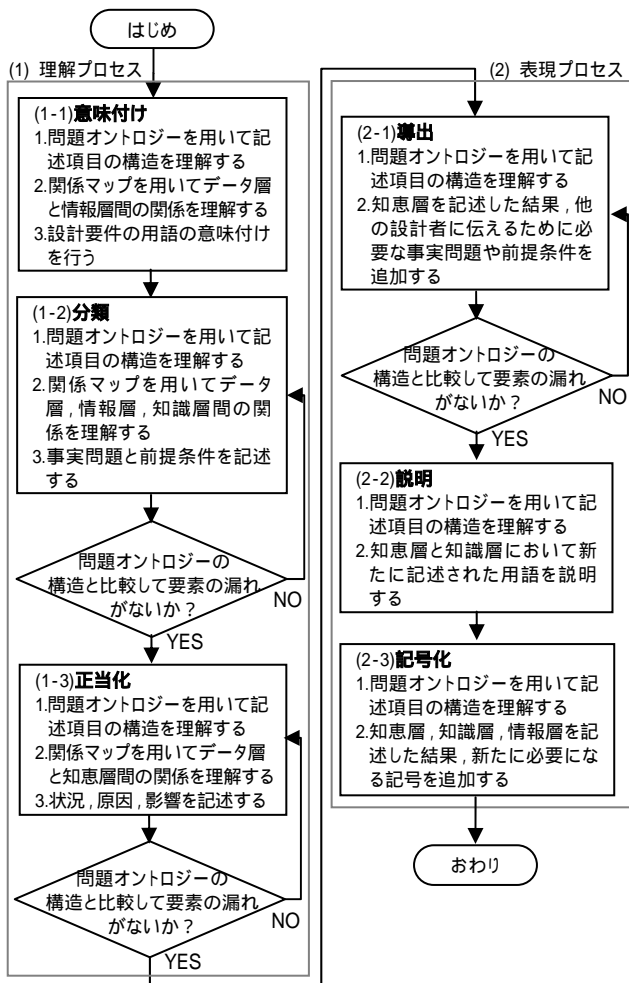 はじめ
(1) 理解プロセス
(1-1)意味付け
1.問題オントロジーを用いて記
述項目の構造を理解する
2.関係マップを用いてデータ層
と情報層間の関係を理解する
3.設計要件の用語の意味付け
を行う
(1-2)分類
1.問題オントロジーを用いて記
述項目の構造を理解する
2.関係マップを用いてデータ
層,情報層,知識層間の関
係を理解する
3.事実問題と前提条件を記述
する
問題オントロジーの
構造と比較して要素の漏れ
がないか?
NO
YES
(1-3)正当化
1.問題オントロジーを用いて記
述項目の構造を理解する
2.関係マップを用いてデータ層
と知恵層間の関係を理解する
3.状況,原因,影響を記述する
問題オントロジーの
構造と比較して要素の漏れ
がないか?
NO
YES
(2) 表現プロセス
(2-1)導出
1.問題オントロジーを用いて記
述項目の構造を理解する
2.知恵層を記述した結果,他
の設計者に伝えるために必
要な事実問題や前提条件を
追加する
問題オントロジーの
構造と比較して要素の漏れ
がないか?
NO
YES
(2-2)説明
1.問題オントロジーを用いて記
述項目の構造を理解する
2.知恵層と知識層において新
たに記述された用語を説明
する
(2-3)記号化
1.問題オントロジーを用いて記
述項目の構造を理解する
2.知恵層,知識層,情報層を記
述した結果,新たに必要にな
る記号を追加する
おわり